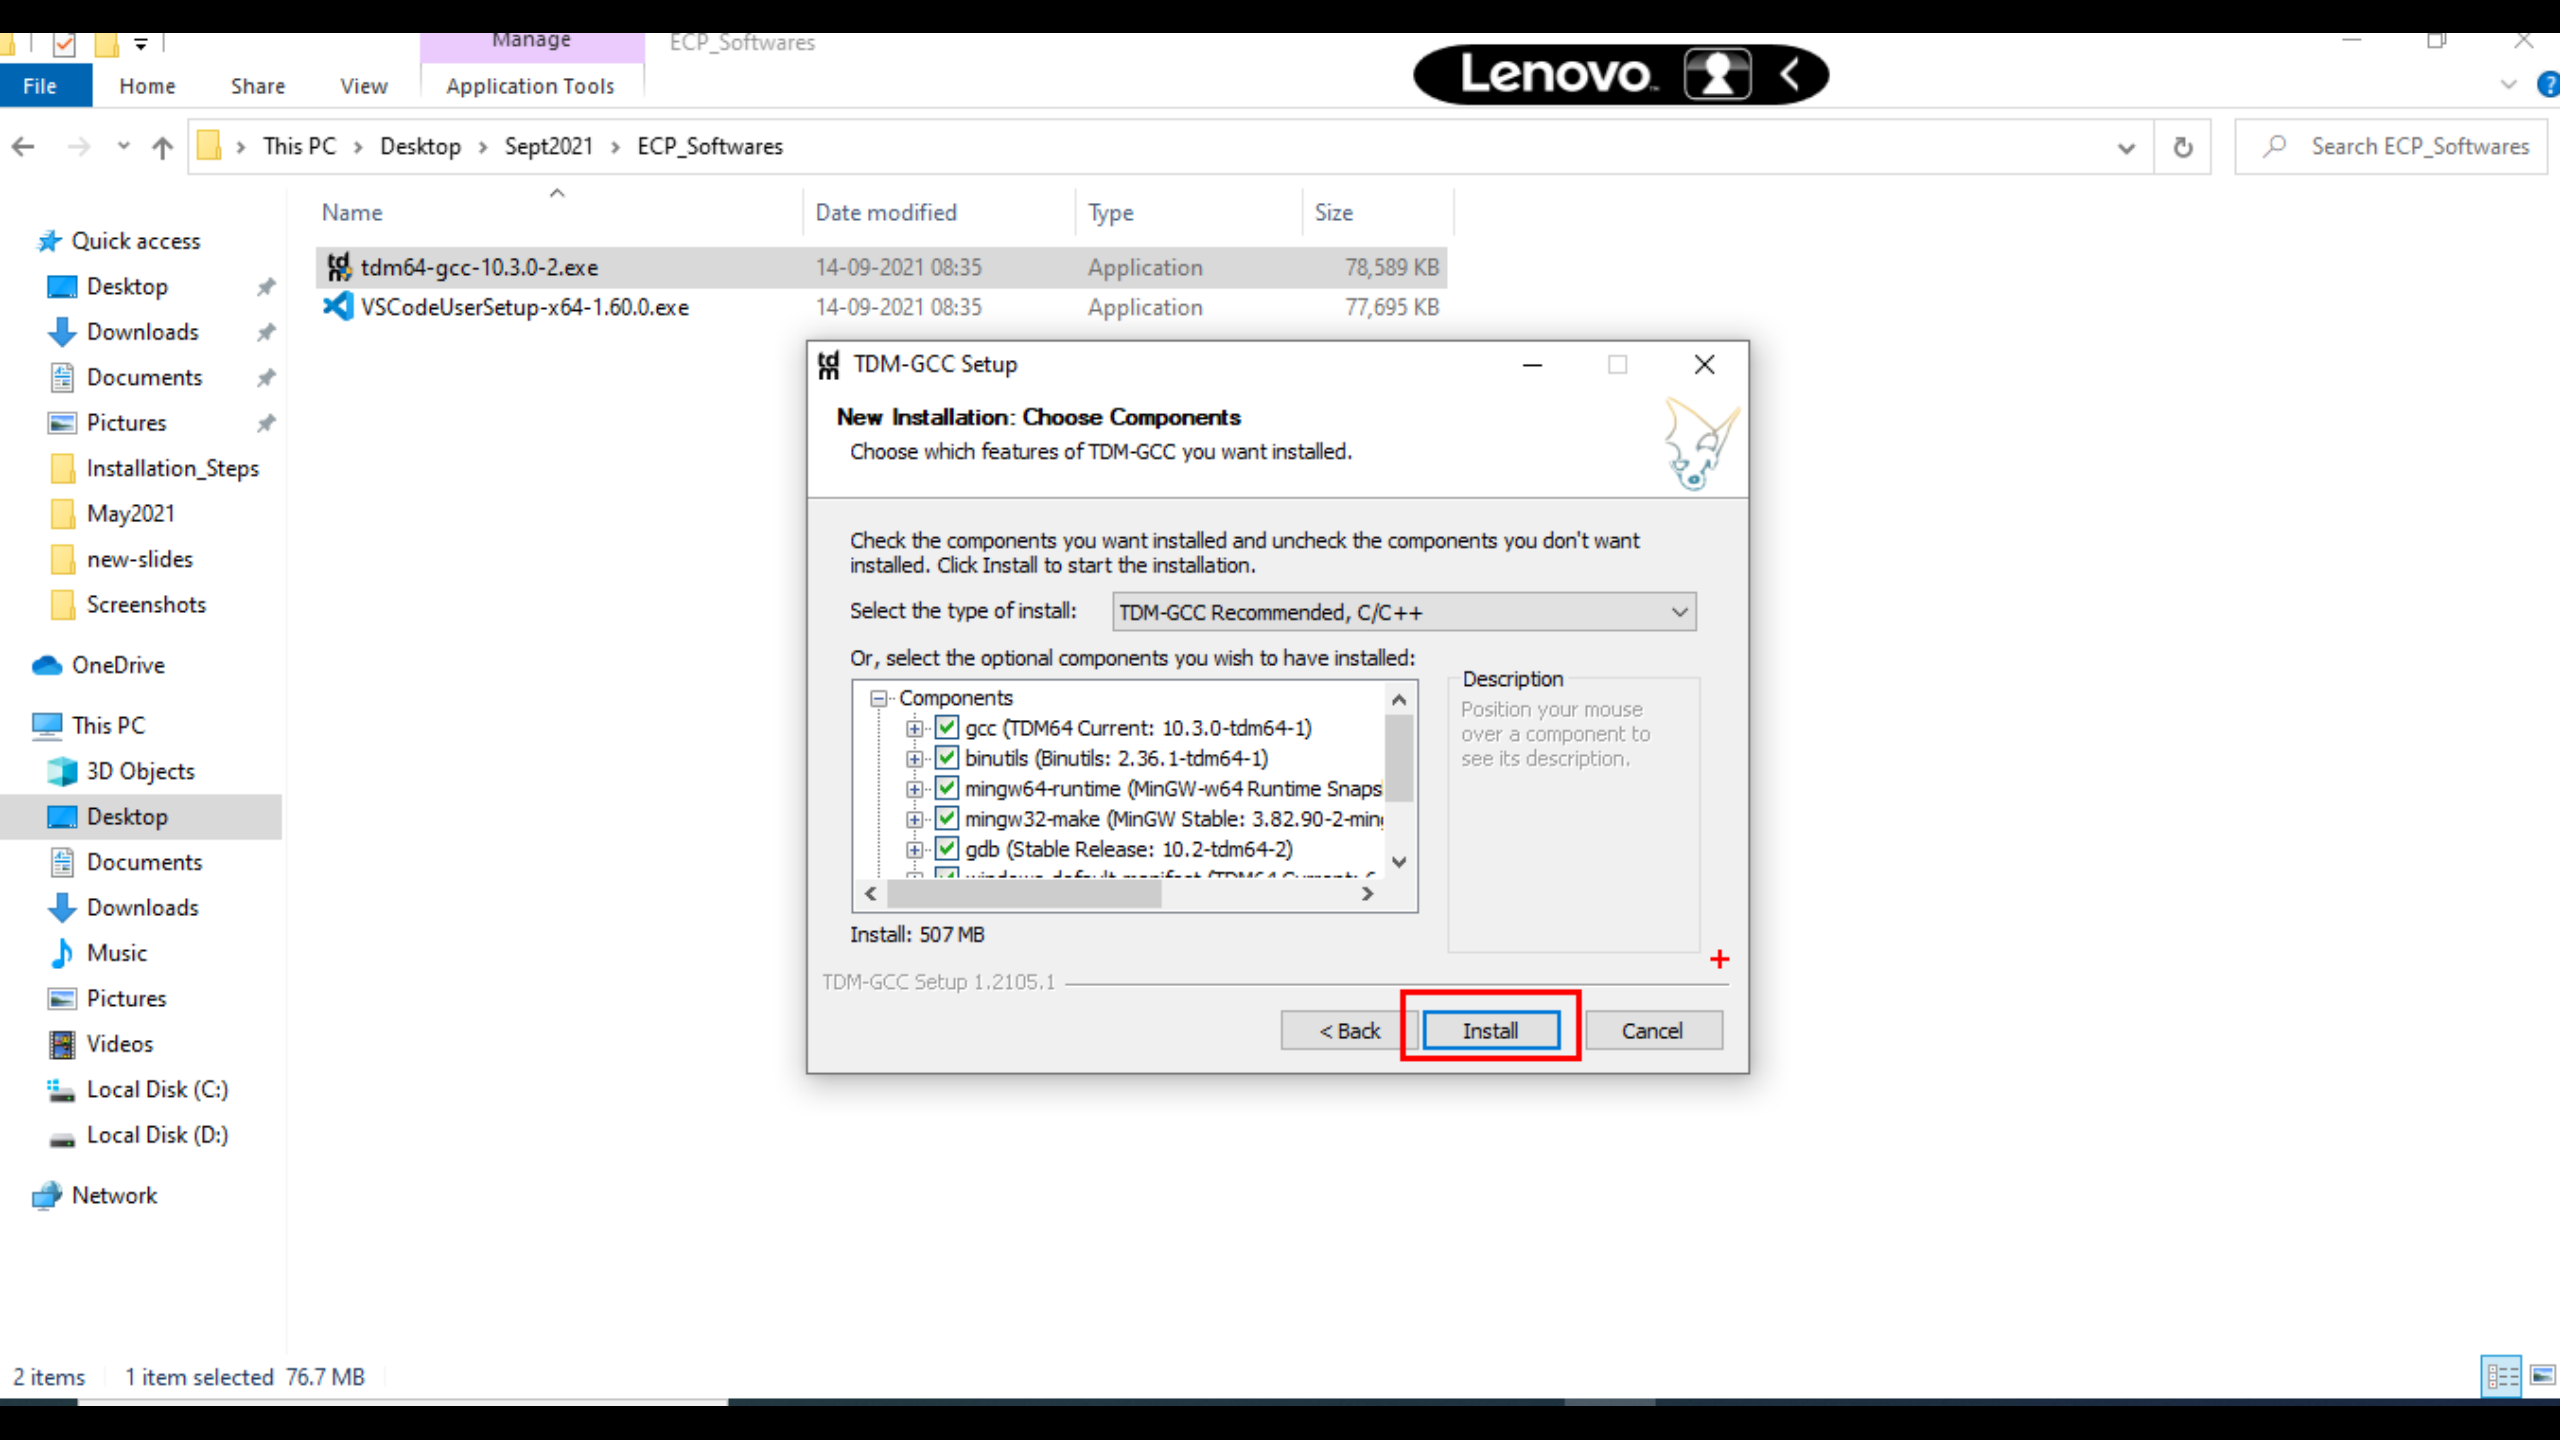 Manage
ECP_Softwares
File
Home
Share
View
Application Tools
Lenovo
This PC > Desktop > Sept2021 > ECP_Softwares
Search ECP_Softwares
Name
Date modified
Type
Size
tdm64-gcc-10.3.0-2.exe
14-09-2021 08:35
Application
78,589 KB
VSCodeUserSetup-x64-1.60.0.exe
14-09-2021 08:35
Application
77,695 KB
Quick access
Desktop
Downloads
Documents
Pictures
Installation_Steps
May2021
new-slides
Screenshots
OneDrive
This PC
3D Objects
Desktop
Documents
Downloads
Music
Pictures
Videos
Local Disk (C:)
Local Disk (D:)
Network
tdm TDM-GCC Setup
New Installation: Choose Components
Choose which features of TDM-GCC you want installed.
Check the components you want installed and uncheck the components you don't want
installed. Click Install to start the installation.
Select the type of install:
TDM-GCC Recommended, C/C++
Or, select the optional components you wish to have installed:
Components
gcc (TDM64 Current: 10.3.0-tdm64-1)
binutils (Binutils: 2.36.1-tdm64-1)
mingw64-runtime (MinGW-w64 Runtime Snaps
mingw32-make (MinGW Stable: 3.82.90-2-ming
gdb (Stable Release: 10.2-tdm64-2)
windows-default-manifest (TDM64 Current:
Description
Position your mouse
over a component to
see its description.
Install: 507 MB
TDM-GCC Setup 1.2105.1
< Back
Install
Cancel
2 items
1 item selected 76.7 MB